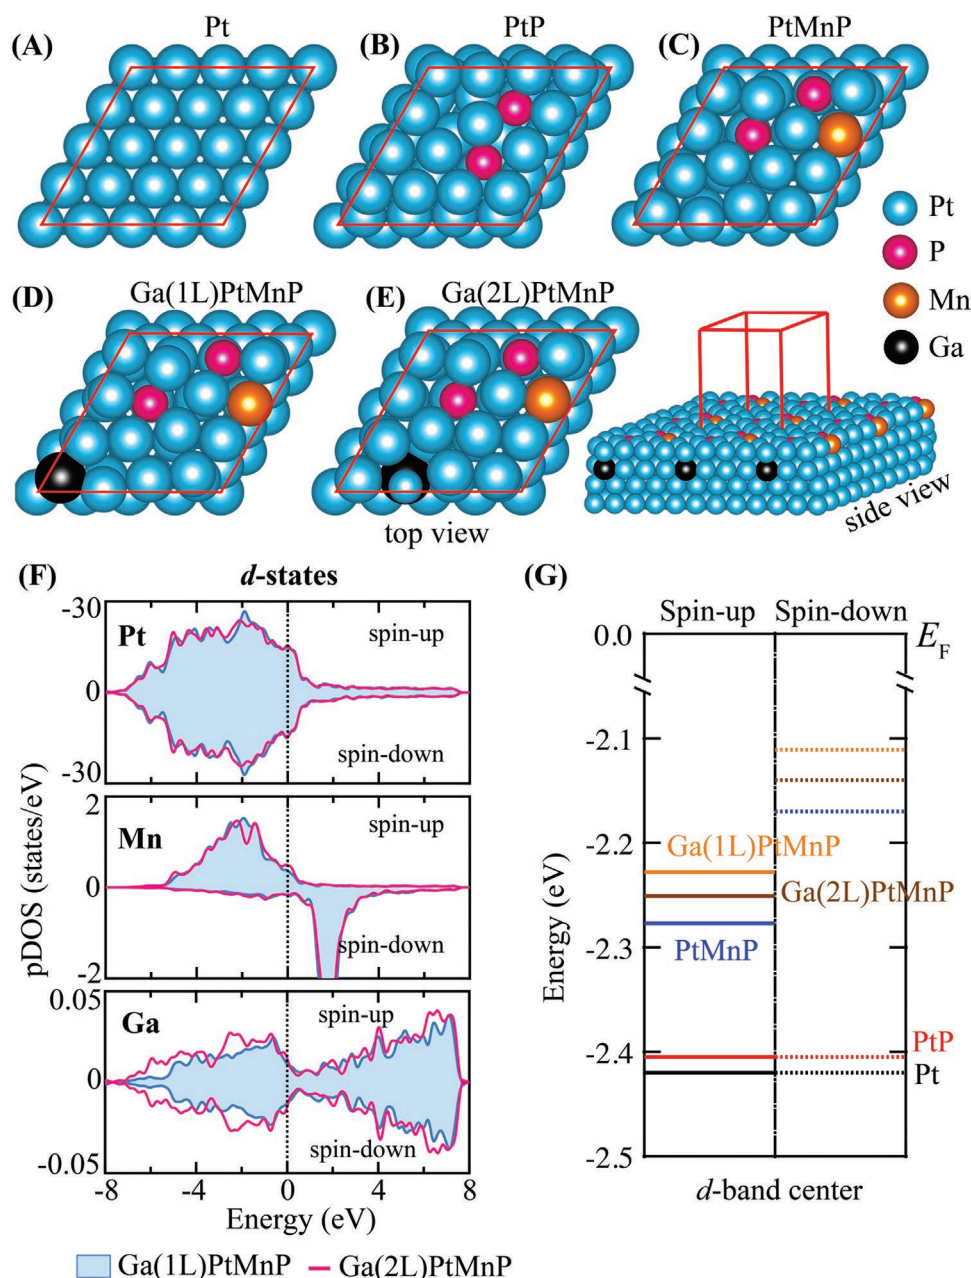 (A) Pt
(B) PtP
(C) PtMnP
Pt
P
Mn
Ga
(D) Ga(1L)PtMnP
(E) Ga(2L)PtMnP
top view
side view
(F) d-states
pDOS (states/eV)
-30
Pt
spin-up
0
spin-down
-30
2
Mn
spin-up
0
spin-down
-2
0.05
Ga
spin-up
0
spin-down
-0.05
-8 -4 0 4 8
Energy (eV)
Ga(1L)PtMnP Ga(2L)PtMnP
(G)
Spin-up Spin-down
0.0 EF
-2.1
-2.2
Ga(1L)PtMnP
Ga(2L)PtMnP
-2.3
PtMnP
-2.4
PtP
Pt
-2.5
Energy (eV)
d-band center